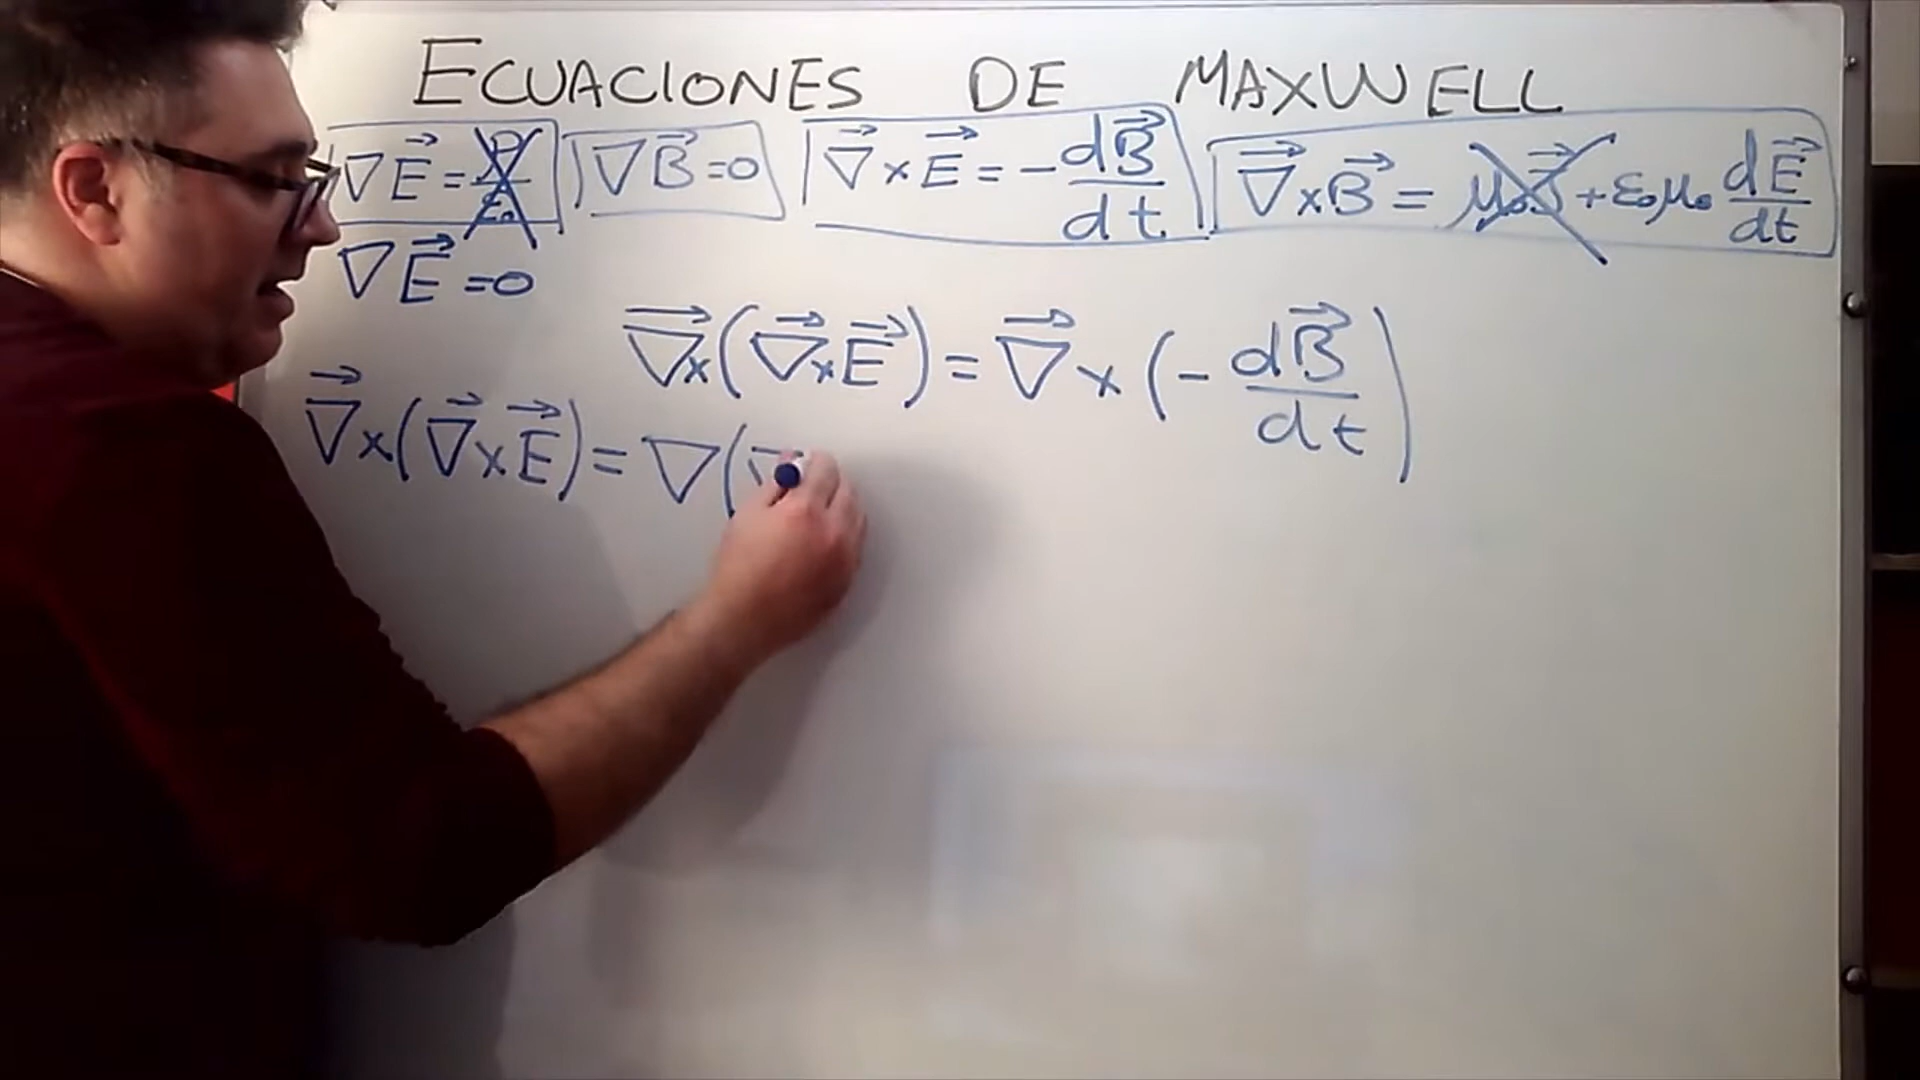 ECUACIONES DE MAXWELL
∇E⃗ = ρ/ε₀ ∇B⃗ = 0 ∇⃗×E⃗ = -dB⃗/dt ∇⃗×B⃗ = μ₀J⃗ + ε₀μ₀ dE⃗/dt
∇E⃗ = 0
∇⃗×(∇⃗×E⃗) = ∇⃗×(-dB⃗/dt)
∇⃗×(∇⃗×E⃗) = ∇(